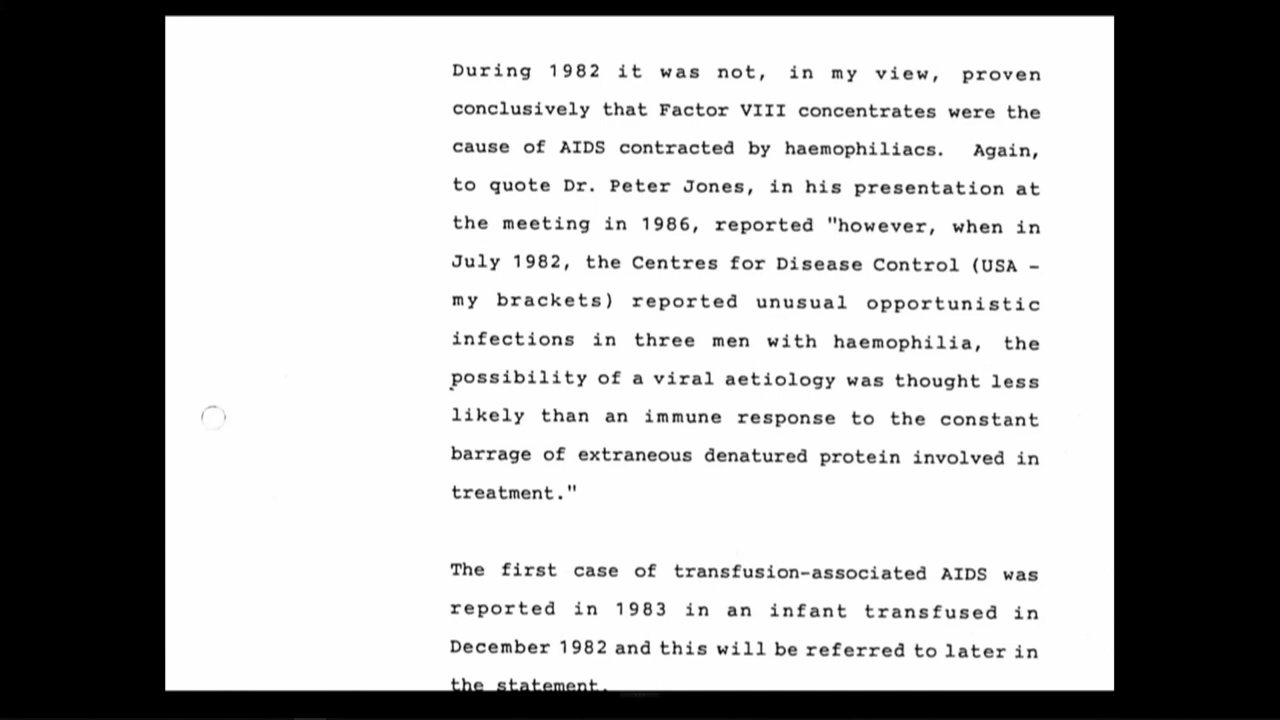 During 1982 it was not, in my view, proven
conclusively that Factor VIII concentrates were the
cause of AIDS contracted by haemophiliacs. Again,
to quote Dr. Peter Jones, in his presentation at
the meeting in 1986, reported "however, when in
July 1982, the Centres for Disease Control (USA -
my brackets) reported unusual opportunistic
infections in three men with haemophilia, the
possibility of a viral aetiology was thought less
likely than an immune response to the constant
barrage of extraneous denatured protein involved in
treatment."
The first case of transfusion-associated AIDS was
reported in 1983 in an infant transfused in
December 1982 and this will be referred to later in
the statement.